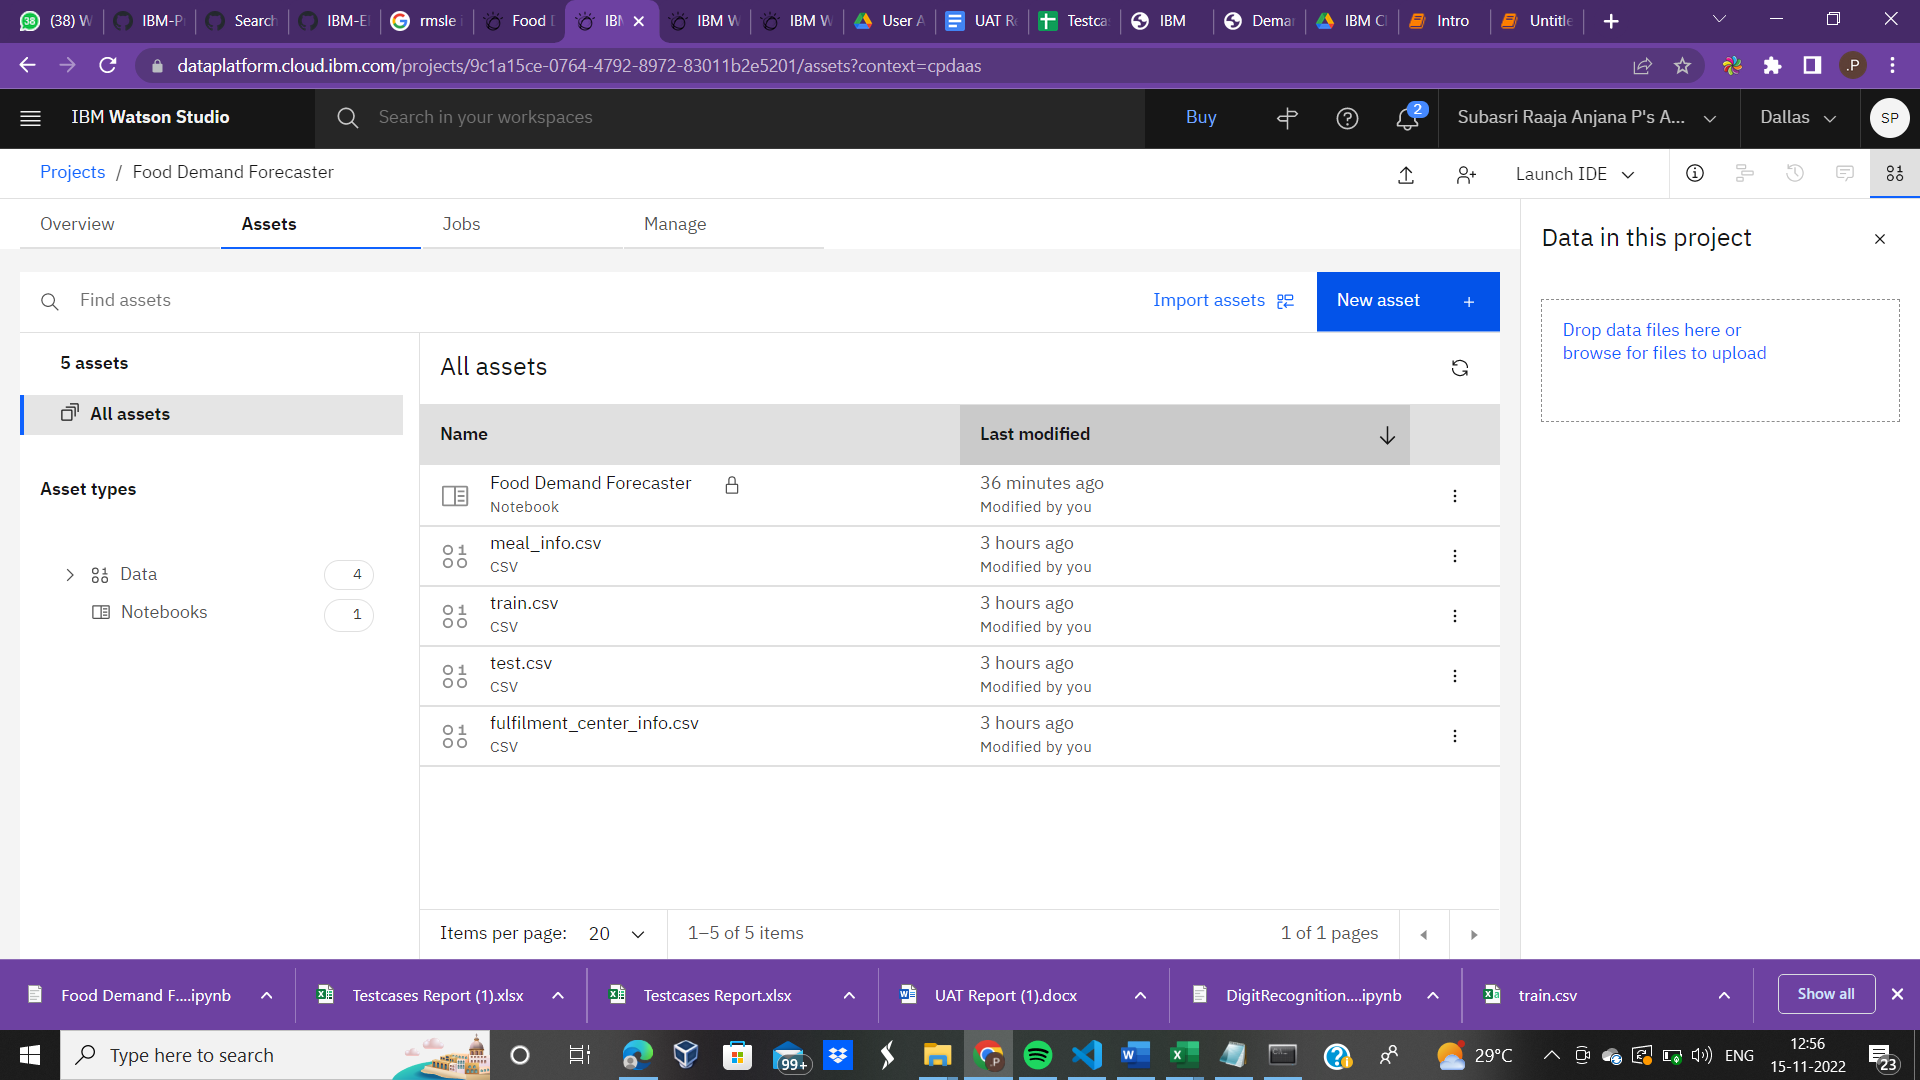 (38) W
IBM-P
Search
IBM-E
rmsle i
Food D
IBM
IBM W
IBM W
User A
UAT Re
Testca
IBM
Demar
IBM Cl
Intro
Untitle
dataplatform.cloud.ibm.com/projects/9c1a15ce-0764-4792-8972-83011b2e5201/assets?context=cpdaas
.P
IBM Watson Studio
Search in your workspaces
Buy
2
Subasri Raaja Anjana P's A...
Dallas
SP
Projects / Food Demand Forecaster
Launch IDE
Overview
Assets
Jobs
Manage
Data in this project
Find assets
Import assets
New asset +
Drop data files here or
browse for files to upload
5 assets
All assets
All assets
Name
Last modified
Asset types
Data 4
Notebooks 1
Food Demand Forecaster
Notebook
36 minutes ago
Modified by you
meal_info.csv
CSV
3 hours ago
Modified by you
train.csv
CSV
3 hours ago
Modified by you
test.csv
CSV
3 hours ago
Modified by you
fulfilment_center_info.csv
CSV
3 hours ago
Modified by you
Items per page: 20
1–5 of 5 items
1 of 1 pages
Food Demand F....ipynb
Testcases Report (1).xlsx
Testcases Report.xlsx
UAT Report (1).docx
DigitRecognition....ipynb
train.csv
Show all
Type here to search
99+
29°C
ENG
12:56
15-11-2022
23